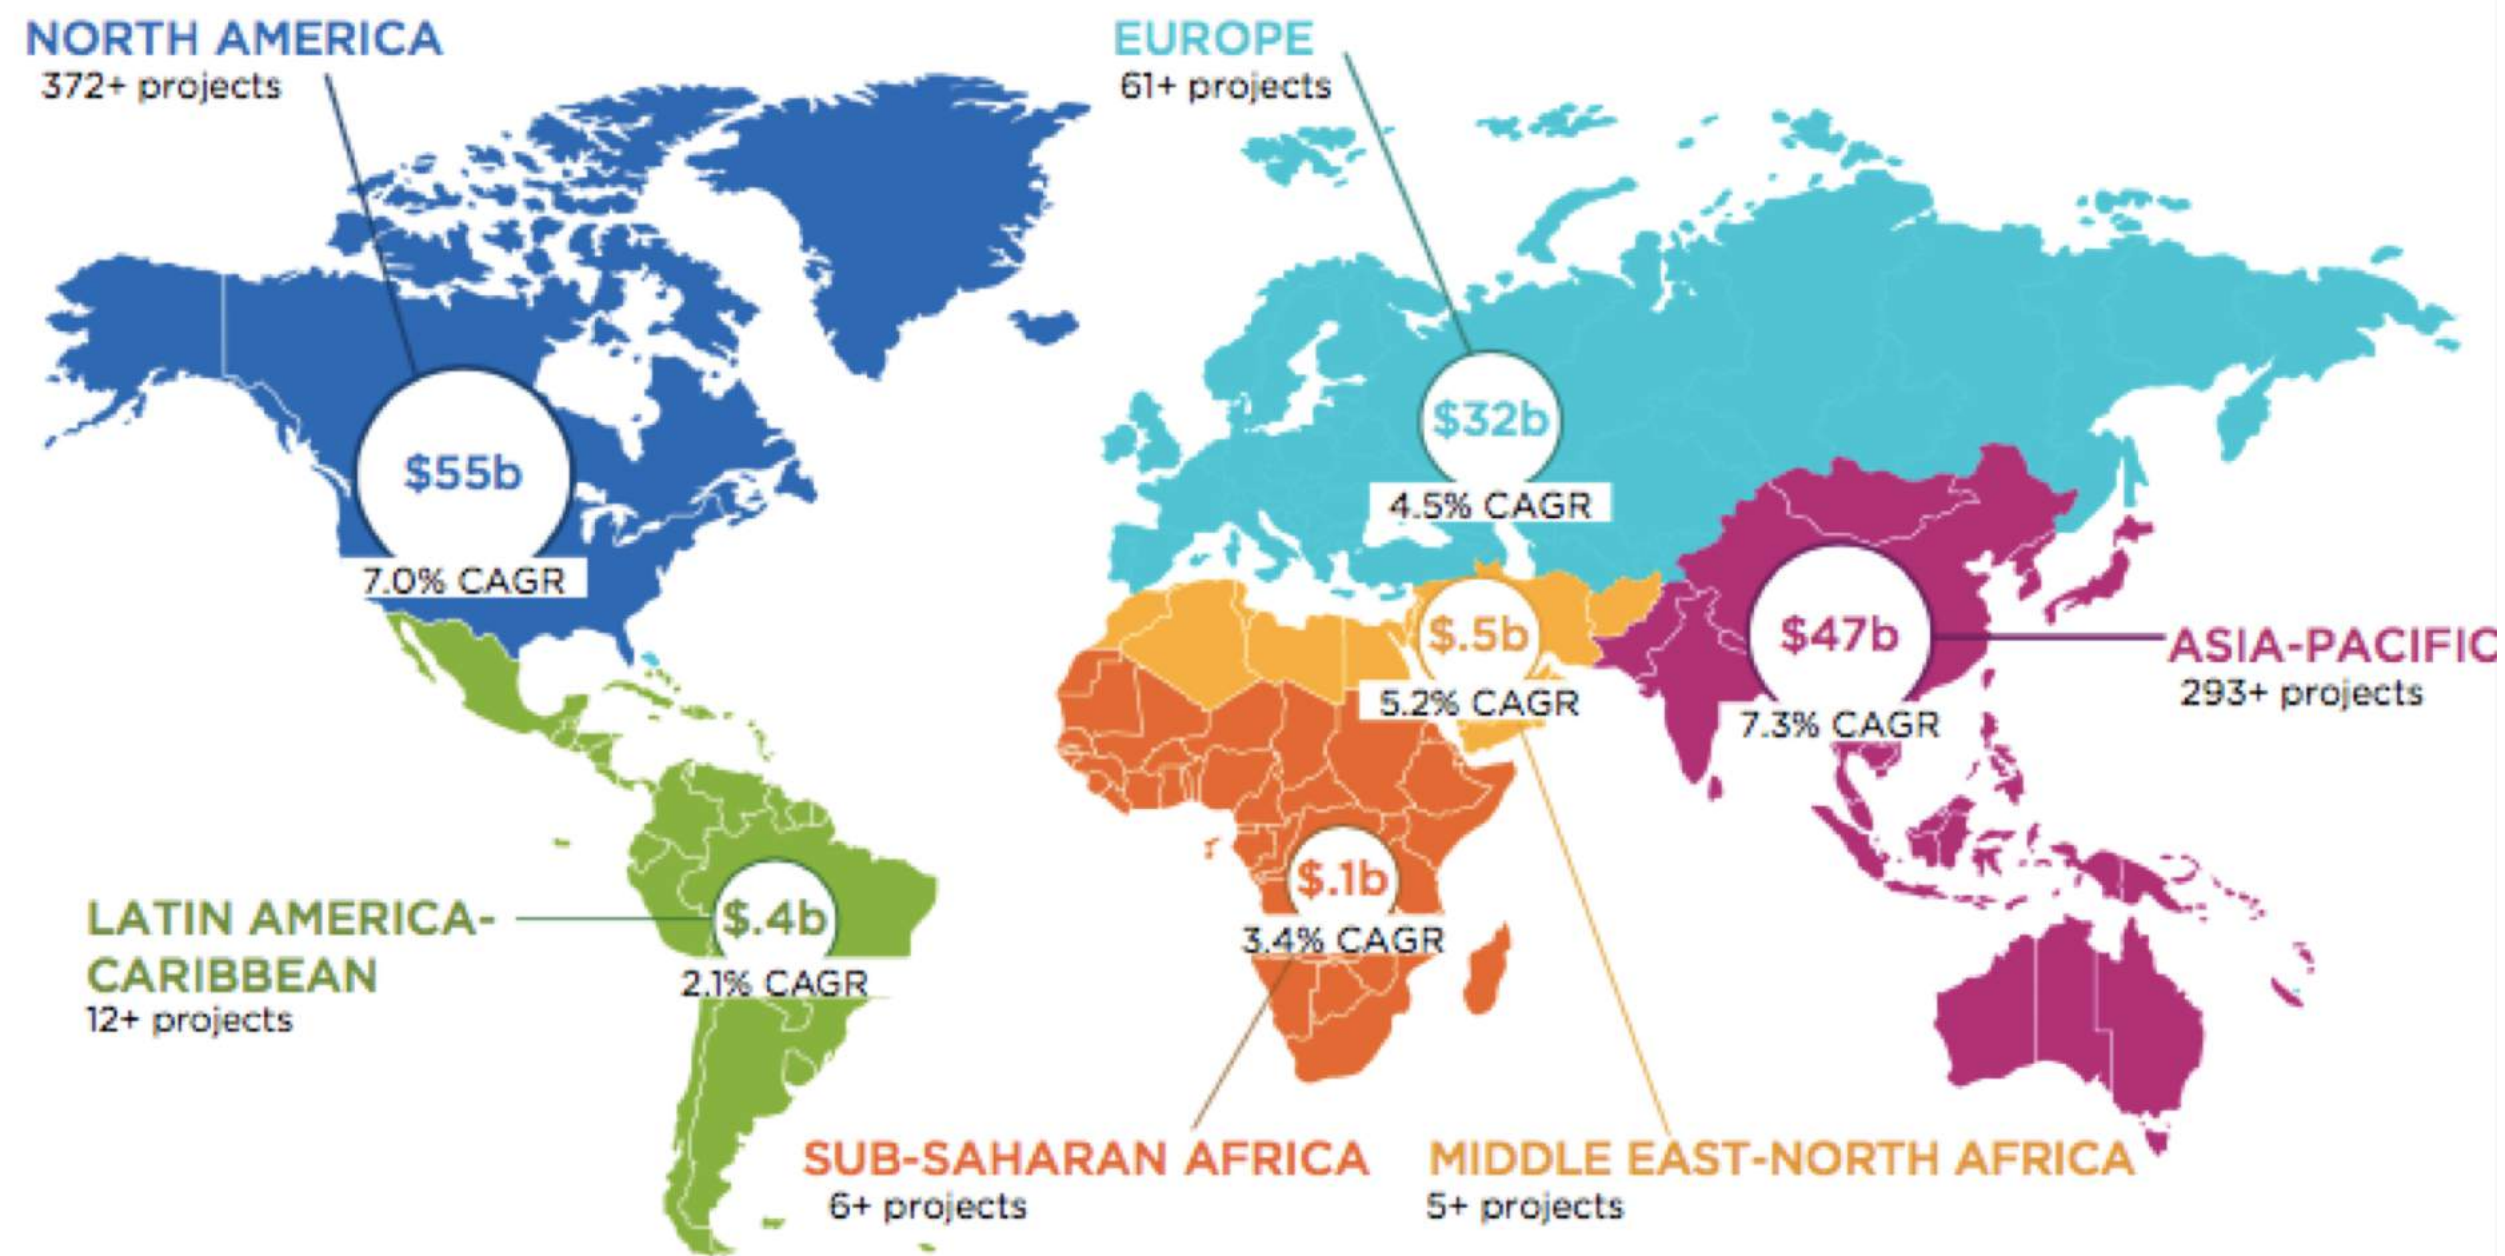 NORTH AMERICA
372+ projects
$55b
7.0% CAGR
EUROPE
61+ projects
$32b
4.5% CAGR
$.5b
5.2% CAGR
$47b
7.3% CAGR
ASIA-PACIFIC
293+ projects
$.4b
2.1% CAGR
LATIN AMERICA-
CARIBBEAN
12+ projects
$.1b
3.4% CAGR
SUB-SAHARAN AFRICA
6+ projects
MIDDLE EAST-NORTH AFRICA
5+ projects